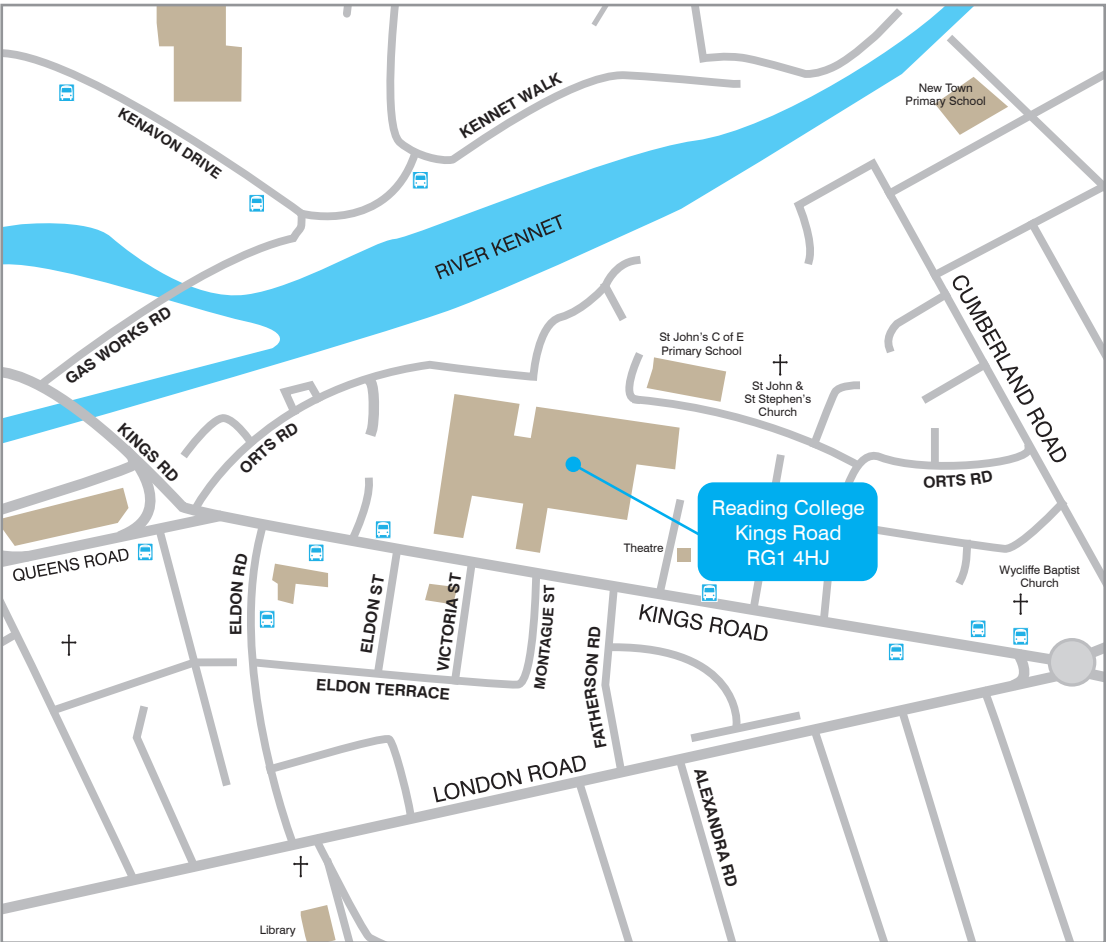 New Town
Primary School
KENNET WALK
KENAVON DRIVE
RIVER KENNET
GAS WORKS RD
CUMBERLAND ROAD
St John's C of E
Primary School
St John &
St Stephen's
Church
KINGS RD
ORTS RD
ORTS RD
Reading College
Kings Road
RG1 4HJ
Theatre
QUEENS ROAD
Wycliffe Baptist
Church
ELDON RD
ELDON ST
VICTORIA ST
MONTAGUE ST
FATHERSON RD
KINGS ROAD
ELDON TERRACE
LONDON ROAD
ALEXANDRA RD
Library